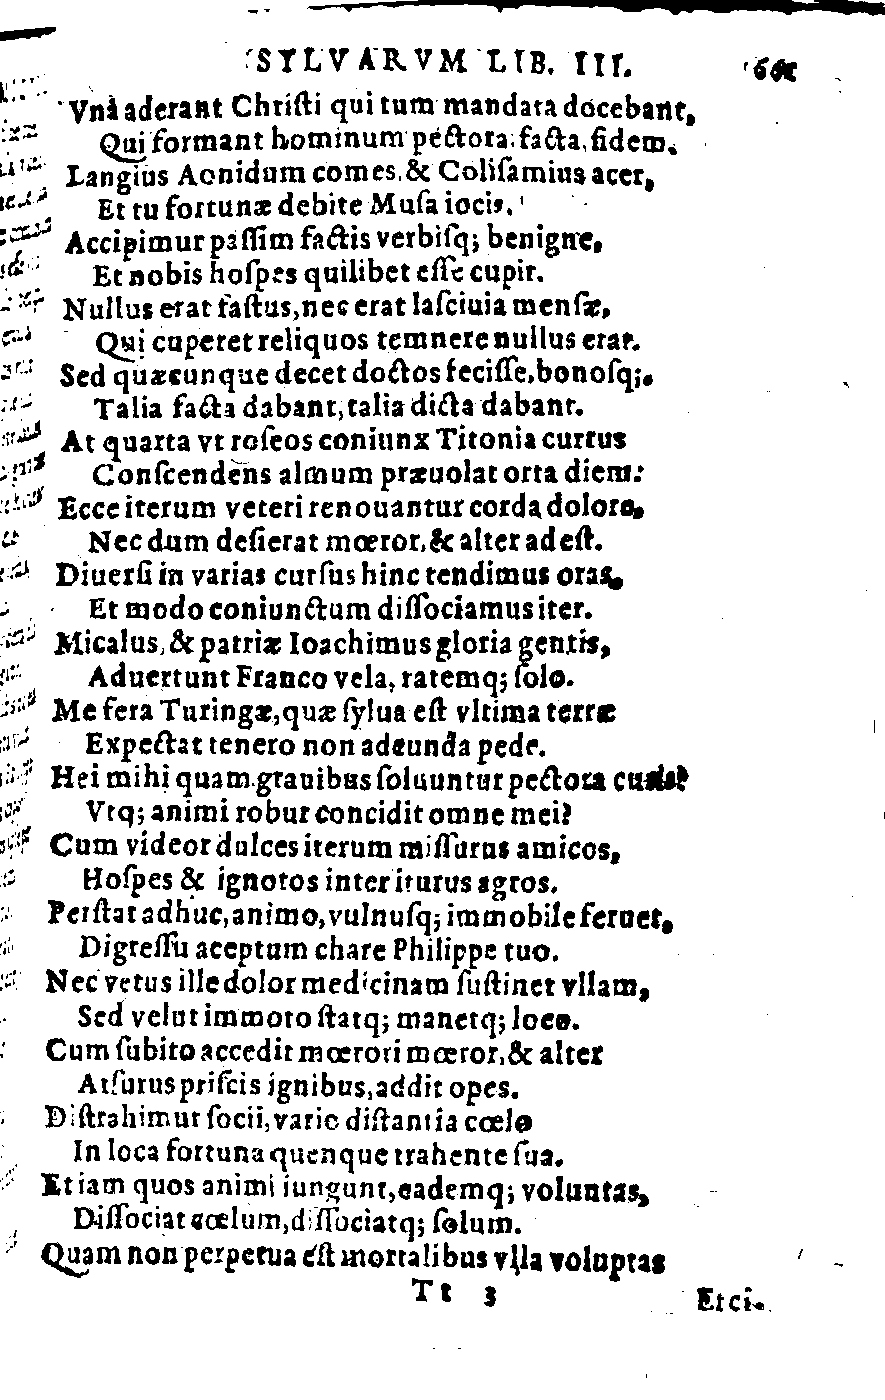 SYLVARVM LIB. III. 661
Vnà aderant Chriſti qui tum mandata docebant,
Qui formant hominum pectora, facta, fidem.
Langius Aonidum comes, & Coliſamius acer,
Et tu fortunæ debite Muſa iocis.
Accipimur paſſim factis verbiſq; benigne,
Et nobis hoſpes quilibet eſſe cupit.
Nullus erat faſtus, nec erat laſciuia menſæ,
Qui cuperet reliquos temnere nullus erat.
Sed quæcunque decet doctos feciſſe, bonoſq;,
Talia facta dabant, talia dicta dabant.
At quarta vt roſeos coniunx Titonia currus
Conſcendens almum præuolat orta diem:
Ecce iterum veteri renouantur corda dolore,
Nec dum deſierat mœror, & alter adeſt.
Diuerſi in varias curſus hinc tendimus oras,
Et modo coniunctum diſſociamus iter.
Micalus, & patriæ Ioachimus gloria gentis,
Aduertunt Franco vela, ratemq; ſolo.
Me fera Turingæ, quæ ſylua eſt vltima terræ
Expectat tenero non adeunda pede.
Hei mihi quam grauibus ſoluuntur pectora curis?
Vtq; animi robur concidit omne mei?
Cum videor dulces iterum miſſurus amicos,
Hoſpes & ignotos inter iturus agros.
Perſtat adhuc, animo, vulnuſq; immobile feruet,
Digreſſu aceptum chare Philippe tuo.
Nec vetus ille dolor medicinam ſuſtinet vllam,
Sed velut immoto ſtatq; manetq; loco.
Cum ſubito accedit mœrori mœror, & alter
Atſurus priſcis ignibus, addit opes.
Diſtrahimur ſocii, vario diſtantia cœlo
In loca fortuna quenque trahente ſua.
Et iam quos animi iungunt, eademq; voluntas,
Diſſociat cœlum, diſſociatq; ſolum.
Quam non perpetua eſt mortalibus vlla voluptas
Tt 3 Et ci-